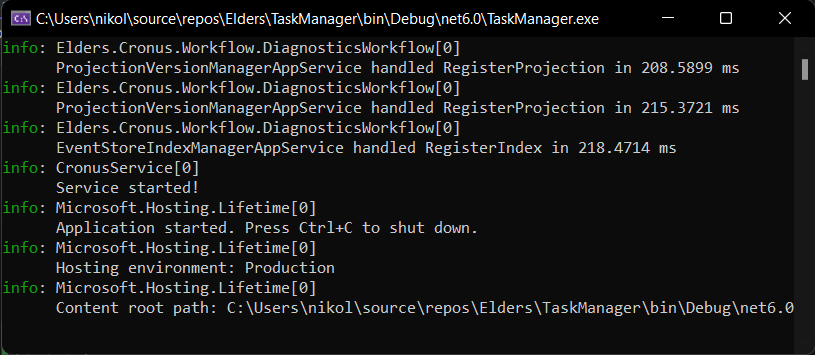 C:\Users\nikol\source\repos\Elders\TaskManager\bin\Debug\net6.0\TaskManager.exe
info: Elders.Cronus.Workflow.DiagnosticsWorkflow[0]
ProjectionVersionManagerAppService handled RegisterProjection in 208.5899 ms
info: Elders.Cronus.Workflow.DiagnosticsWorkflow[0]
ProjectionVersionManagerAppService handled RegisterProjection in 215.3721 ms
info: Elders.Cronus.Workflow.DiagnosticsWorkflow[0]
EventStoreIndexManagerAppService handled RegisterIndex in 218.4714 ms
info: CronusService[0]
Service started!
info: Microsoft.Hosting.Lifetime[0]
Application started. Press Ctrl+C to shut down.
info: Microsoft.Hosting.Lifetime[0]
Hosting environment: Production
info: Microsoft.Hosting.Lifetime[0]
Content root path: C:\Users\nikol\source\repos\Elders\TaskManager\bin\Debug\net6.0